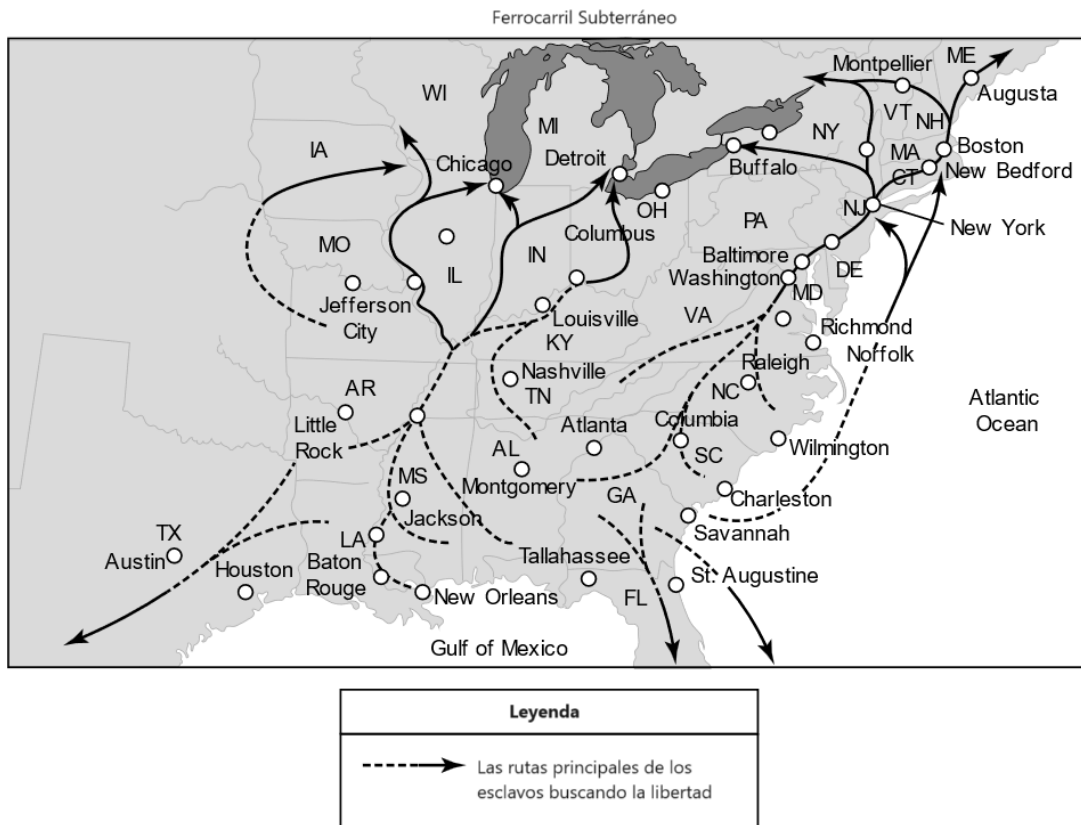 Ferrocarril Subterráneo
ME
Montpellier
WI
Augusta
VT
MI
NY
NH
IA
MA
Boston
Chicago
Detroit
Buffalo
CT
New Bedford
OH
PA
NJ
New York
MO
IN
Columbus
Baltimore
IL
Washington
DE
Jefferson
City
MD
Louisville
VA
KY
Richmond
Noffolk
Nashville
Raleigh
TN
NC
AR
Atlantic
Ocean
Little
Rock
Atlanta
Columbia
AL
Wilmington
MS
Montgomery
SC
GA
Charleston
Jackson
TX
Savannah
Austin
LA
Tallahassee
Houston
Baton
Rouge
St. Augustine
New Orleans
FL
Gulf of Mexico
Leyenda
Las rutas principales de los
esclavos buscando la libertad